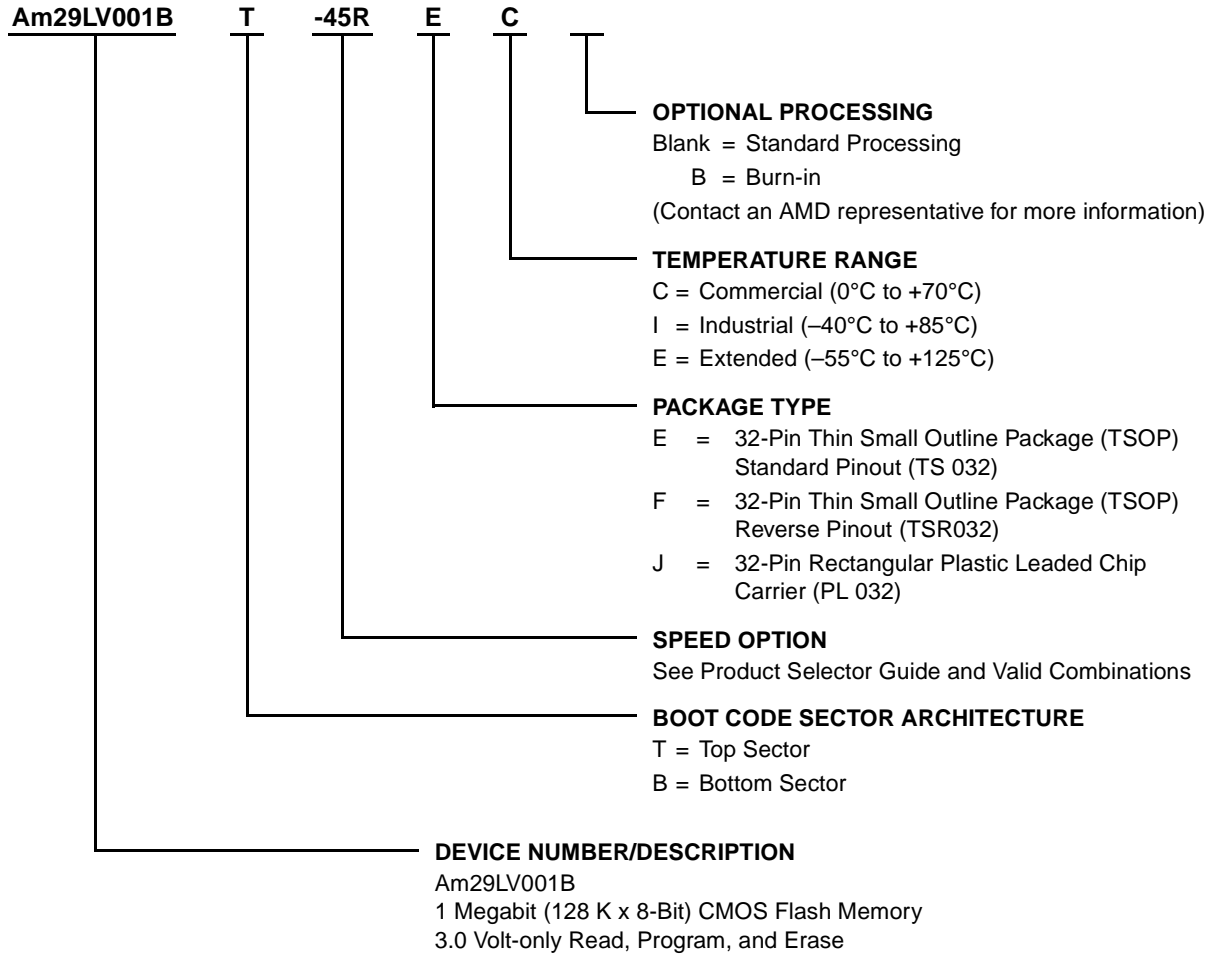 Am29LV001B T -45R E C
OPTIONAL PROCESSING
Blank = Standard Processing
B = Burn-in
(Contact an AMD representative for more information)
TEMPERATURE RANGE
C = Commercial (0°C to +70°C)
I = Industrial (–40°C to +85°C)
E = Extended (–55°C to +125°C)
PACKAGE TYPE
E = 32-Pin Thin Small Outline Package (TSOP)
Standard Pinout (TS 032)
F = 32-Pin Thin Small Outline Package (TSOP)
Reverse Pinout (TSR032)
J = 32-Pin Rectangular Plastic Leaded Chip
Carrier (PL 032)
SPEED OPTION
See Product Selector Guide and Valid Combinations
BOOT CODE SECTOR ARCHITECTURE
T = Top Sector
B = Bottom Sector
DEVICE NUMBER/DESCRIPTION
Am29LV001B
1 Megabit (128 K x 8-Bit) CMOS Flash Memory
3.0 Volt-only Read, Program, and Erase